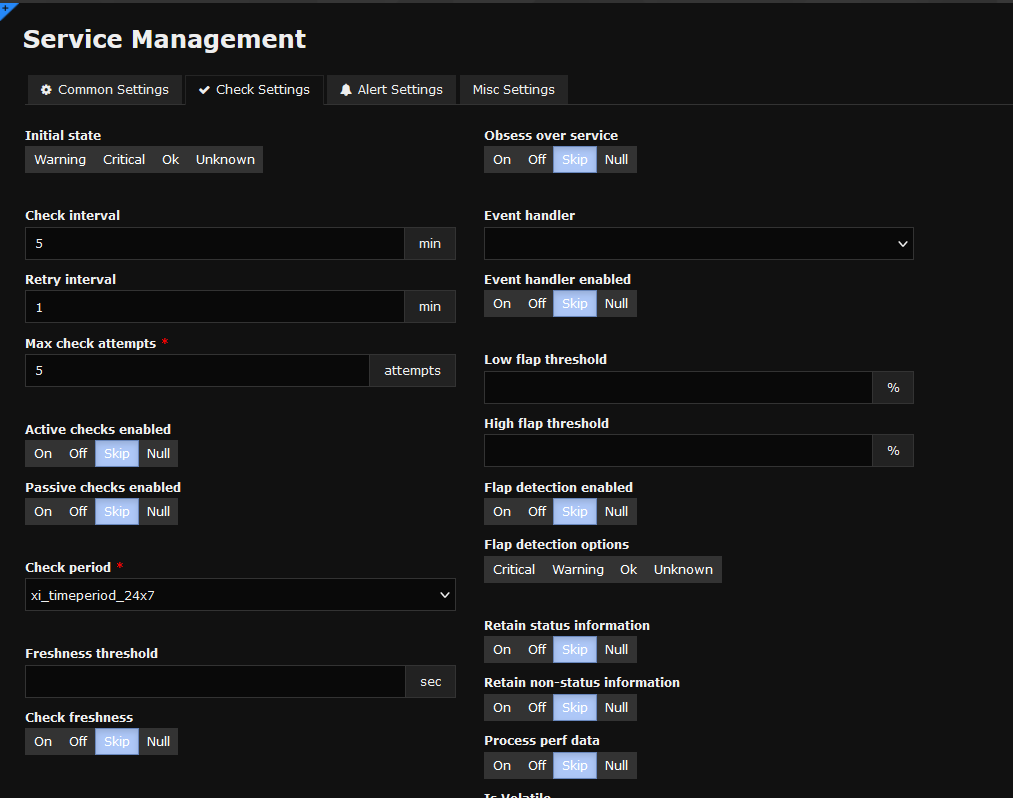 Service Management
Common Settings
Check Settings
Alert Settings
Misc Settings
Initial state
Warning Critical Ok Unknown
Check interval
5 min
Retry interval
1 min
Max check attempts *
5 attempts
Active checks enabled
On Off Skip Null
Passive checks enabled
On Off Skip Null
Check period *
xi_timeperiod_24x7
Freshness threshold
sec
Check freshness
On Off Skip Null
Obsess over service
On Off Skip Null
Event handler
Event handler enabled
On Off Skip Null
Low flap threshold
%
High flap threshold
%
Flap detection enabled
On Off Skip Null
Flap detection options
Critical Warning Ok Unknown
Retain status information
On Off Skip Null
Retain non-status information
On Off Skip Null
Process perf data
On Off Skip Null
Is Volatile